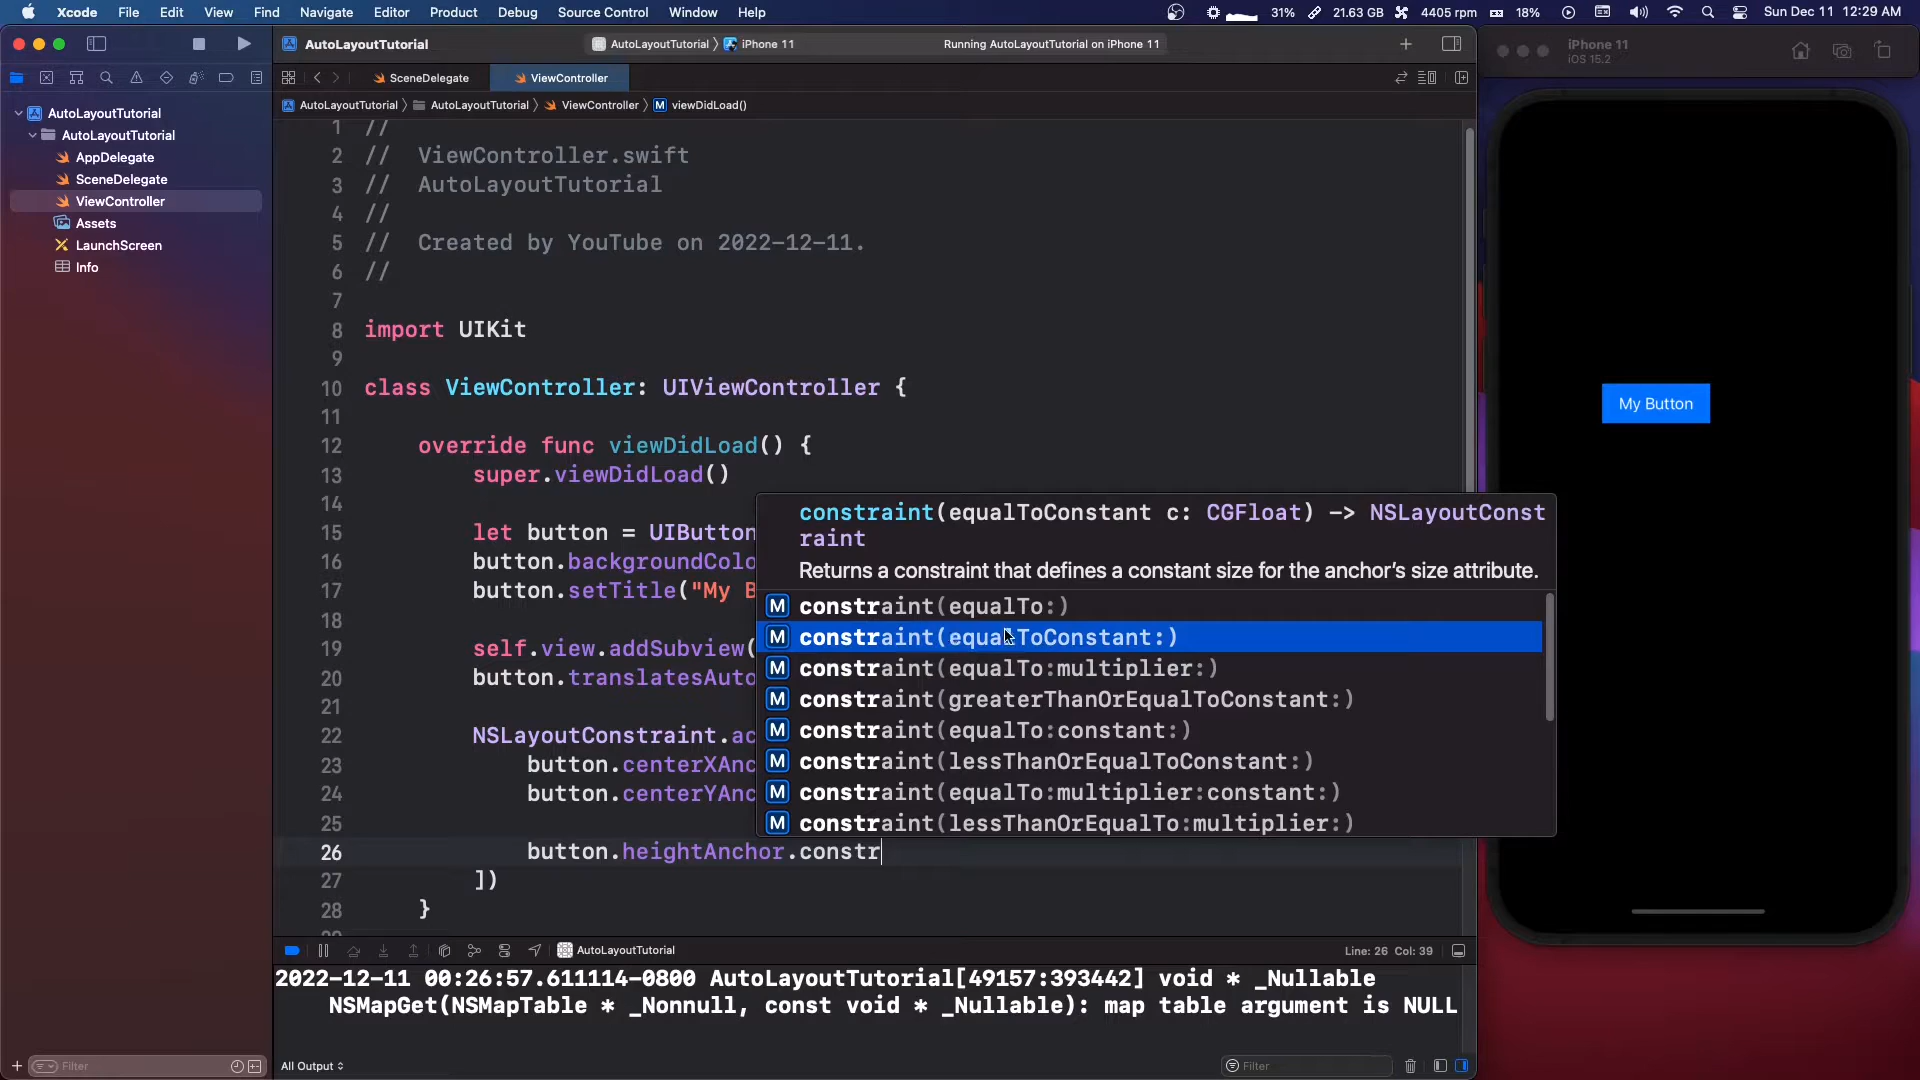 Xcode File Edit View Find Navigate Editor Product Debug Source Control Window Help 31% 21.63 GB 4405 rpm 18% Sun Dec 11 12:29 AM
AutoLayoutTutorial AutoLayoutTutorial iPhone 11 Running AutoLayoutTutorial on iPhone 11
iPhone 11
iOS 15.2
SceneDelegate ViewController
AutoLayoutTutorial AutoLayoutTutorial ViewController M viewDidLoad()
AutoLayoutTutorial
AutoLayoutTutorial
AppDelegate
SceneDelegate
ViewController
Assets
LaunchScreen
Info
1 //
2 // ViewController.swift
3 // AutoLayoutTutorial
4 //
5 // Created by YouTube on 2022-12-11.
6 //
7
8 import UIKit
9
10 class ViewController: UIViewController {
11
12 override func viewDidLoad() {
13 super.viewDidLoad()
14
15 let button = UIButton
16 button.backgroundColo
17 button.setTitle("My B
18
19 self.view.addSubview(
20 button.translatesAuto
21
22 NSLayoutConstraint.ac
23 button.centerXAnc
24 button.centerYAnc
25
26 button.heightAnchor.constr
27 ])
28 }
constraint(equalToConstant c: CGFloat) -> NSLayoutConst
raint
Returns a constraint that defines a constant size for the anchor's size attribute.
M constraint(equalTo:)
M constraint(equalToConstant:)
M constraint(equalTo:multiplier:)
M constraint(greaterThanOrEqualToConstant:)
M constraint(equalTo:constant:)
M constraint(lessThanOrEqualToConstant:)
M constraint(equalTo:multiplier:constant:)
M constraint(lessThanOrEqualTo:multiplier:)
My Button
AutoLayoutTutorial Line: 26 Col: 39
2022-12-11 00:26:57.611114-0800 AutoLayoutTutorial[49157:393442] void * _Nullable
NSMapGet(NSMapTable * _Nonnull, const void * _Nullable): map table argument is NULL
Filter All Output Filter